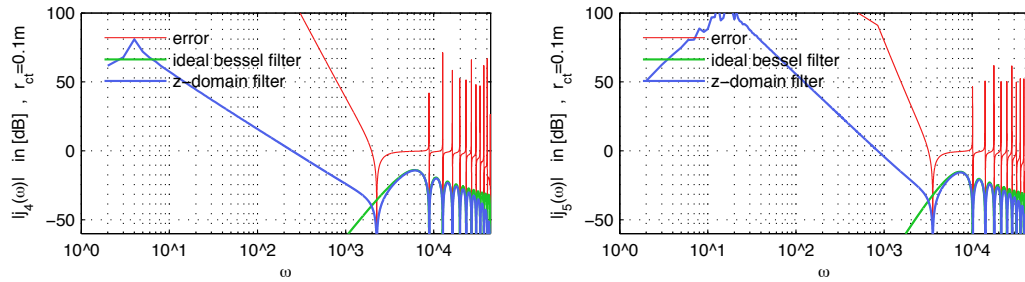 100
50
0
−50
|j4(ω)| in [dB] , r_ct=0.1m
error
ideal bessel filter
z−domain filter
10^0
10^1
10^2
10^3
10^4
ω
100
50
0
−50
|j5(ω)| in [dB] , r_ct=0.1m
error
ideal bessel filter
z−domain filter
10^0
10^1
10^2
10^3
10^4
ω